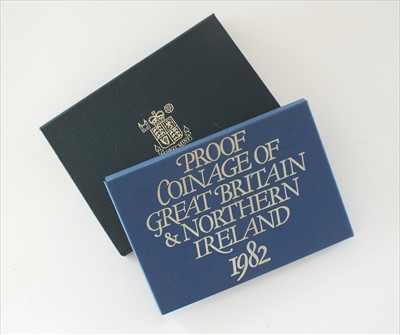 PROOF
COINAGE OF
GREAT BRITAIN
& NORTHERN
IRELAND
1982